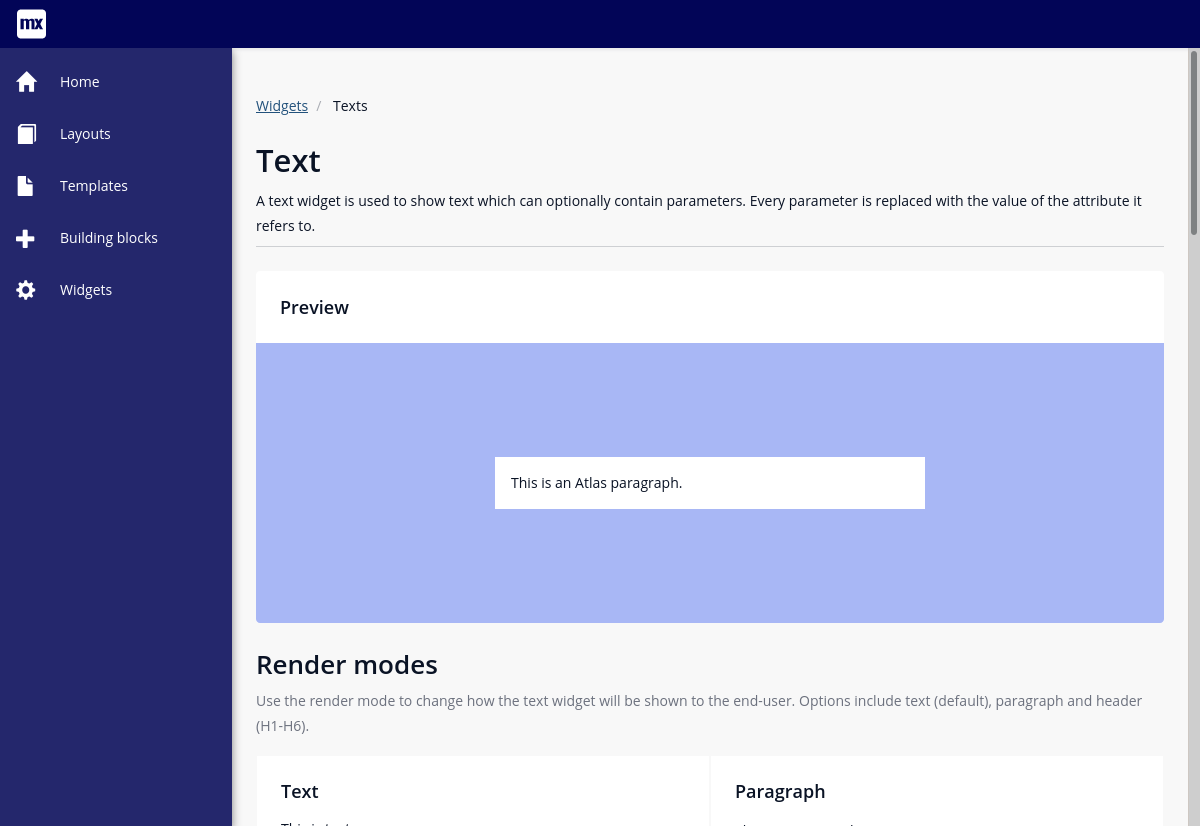 mx
Home
Layouts
Templates
Building blocks
Widgets
Widgets / Texts
Text
A text widget is used to show text which can optionally contain parameters. Every parameter is replaced with the value of the attribute it
refers to.
Preview
This is an Atlas paragraph.
Render modes
Use the render mode to change how the text widget will be shown to the end-user. Options include text (default), paragraph and header
(H1-H6).
Text
Paragraph